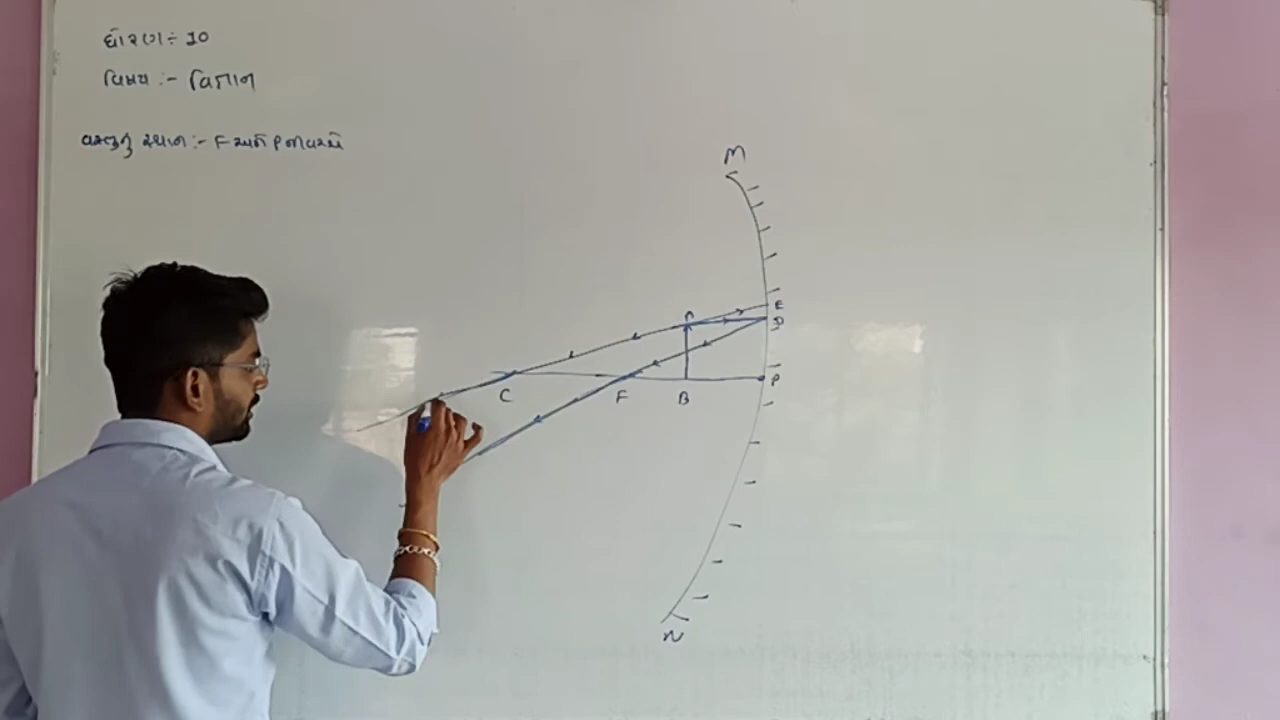 ધોરણ ÷ 10
વિષય :- વિજ્ઞાન
વસ્તુનું સ્થાન :- F અને P ની વચ્ચે
M
E
A
D
P
C
F
B
N